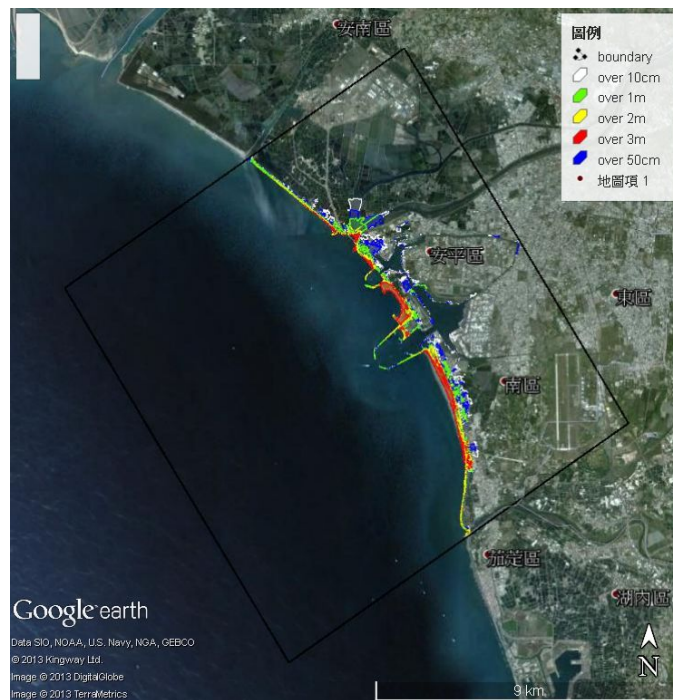 安南區
圖例
boundary
over 10cm
over 1m
over 2m
over 3m
over 50cm
地圖項 1
安平區
東區
南區
茄萣區
湖內區
Google earth
Data SIO, NOAA, U.S. Navy, NGA, GEBCO
© 2013 Kingway Ltd.
Image © 2013 DigitalGlobe
Image © 2013 TerraMetrics
N
9 km